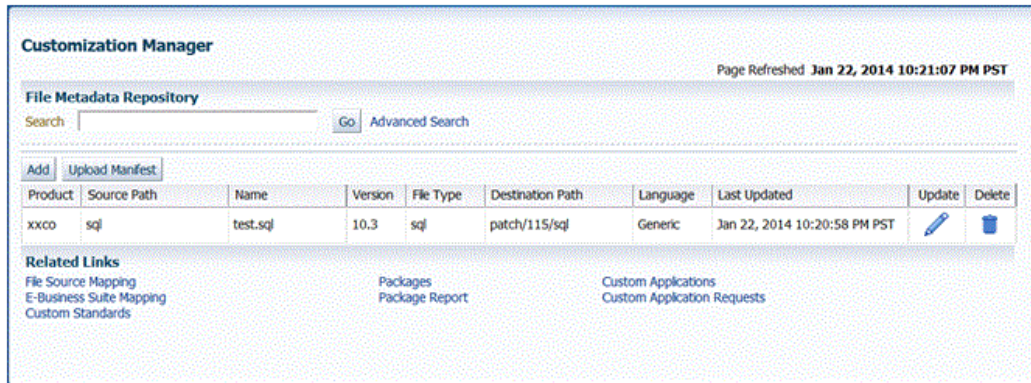 Customization Manager
Page Refreshed Jan 22, 2014 10:21:07 PM PST
File Metadata Repository
Search Go Advanced Search
Add Upload Manifest
Product Source Path Name Version File Type Destination Path Language Last Updated Update Delete
xxco sql test.sql 10.3 sql patch/115/sql Generic Jan 22, 2014 10:20:58 PM PST
Related Links
File Source Mapping Packages Custom Applications
E-Business Suite Mapping Package Report Custom Application Requests
Custom Standards